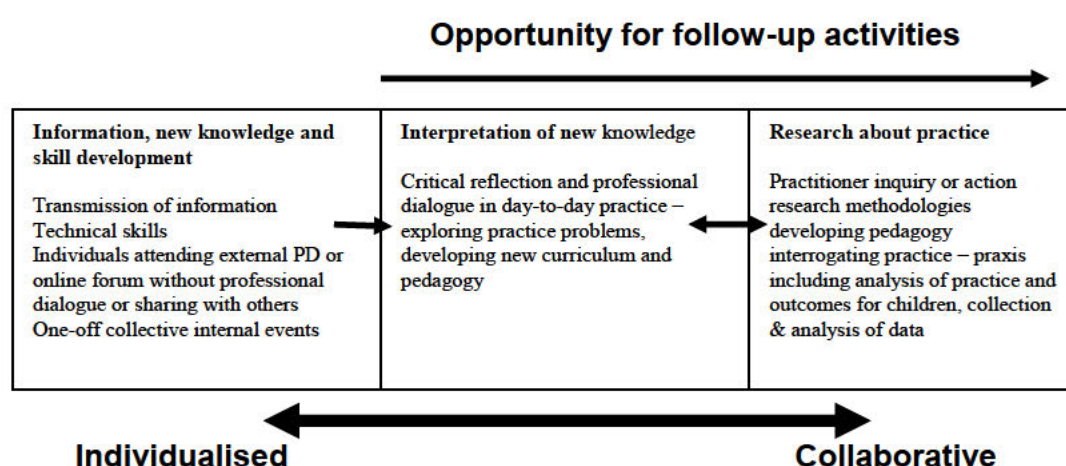 Opportunity for follow-up activities
Information, new knowledge and
skill development
Transmission of information
Technical skills
Individuals attending external PD or
online forum without professional
dialogue or sharing with others
One-off collective internal events
Interpretation of new knowledge
Critical reflection and professional
dialogue in day-to-day practice –
exploring practice problems,
developing new curriculum and
pedagogy
Research about practice
Practitioner inquiry or action
research methodologies
developing pedagogy
interrogating practice – praxis
including analysis of practice and
outcomes for children, collection
& analysis of data
Individualised
Collaborative